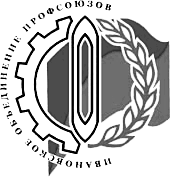 ИВАНОВСКОЕ ОБЪЕДИНЕНИЕ ПРОФСОЮЗОВ